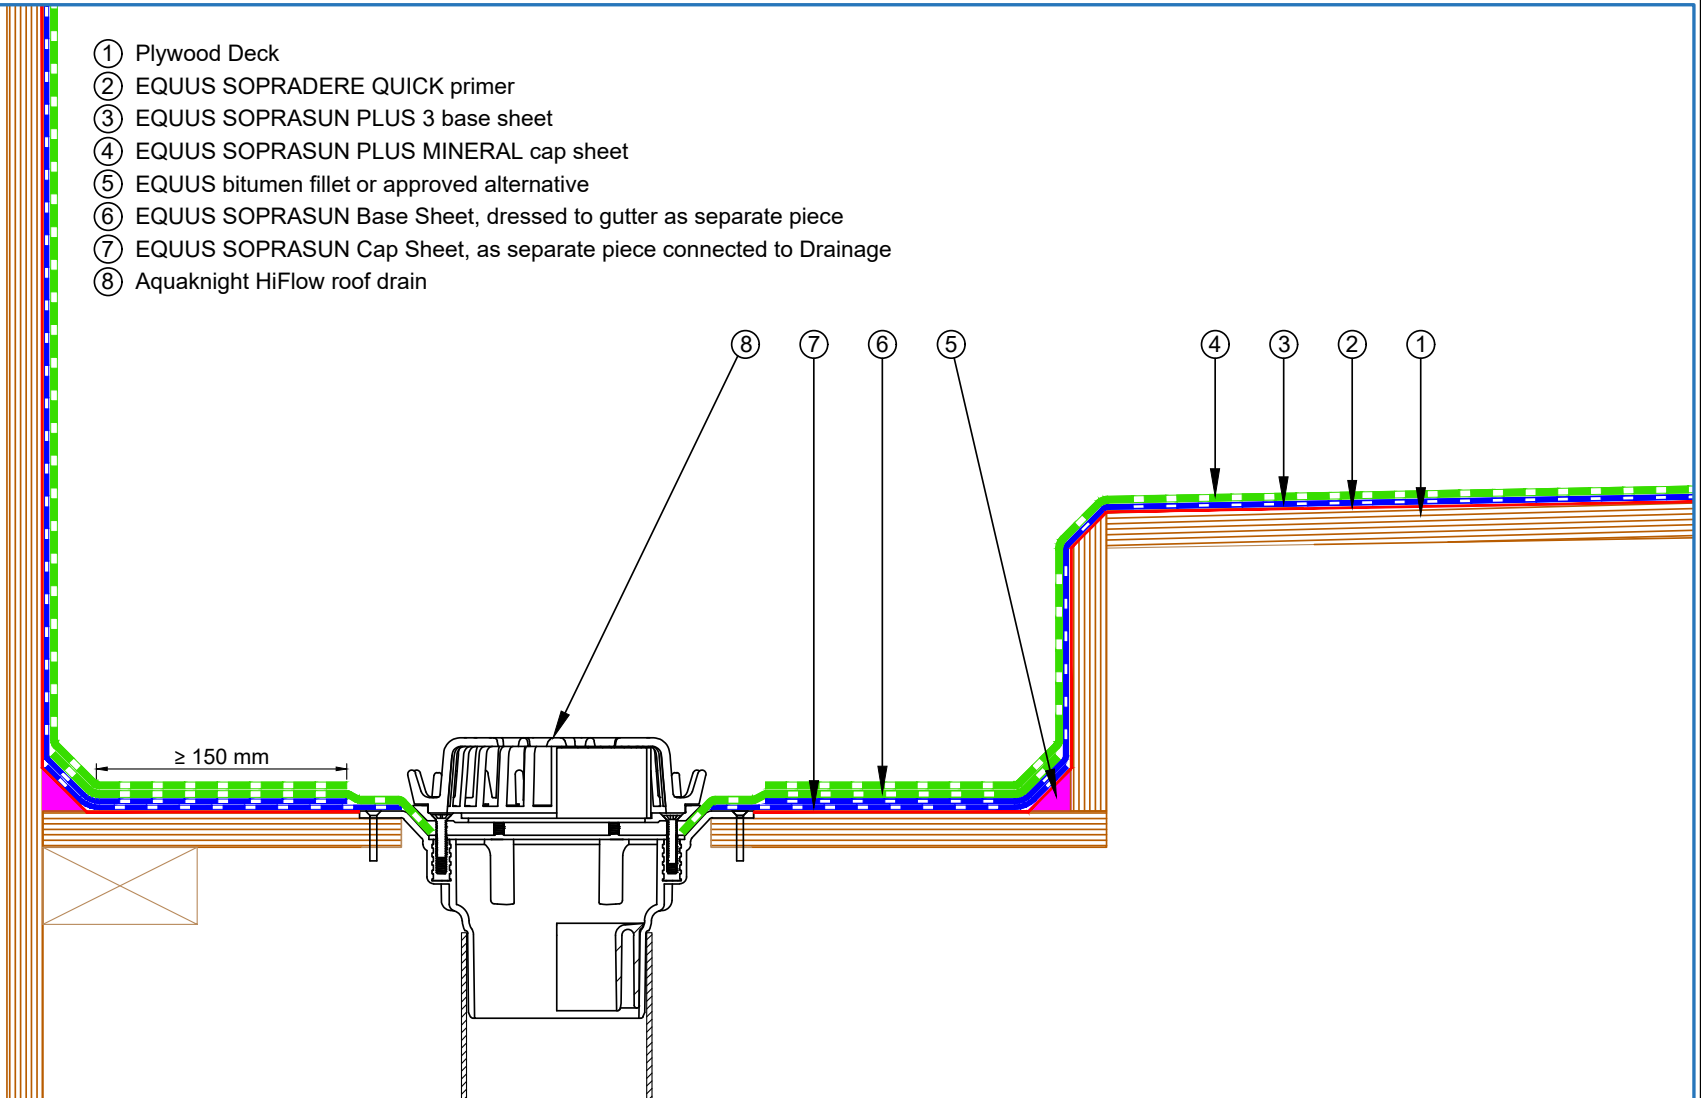 1 Plywood Deck
2 EQUUS SOPRADERE QUICK primer
3 EQUUS SOPRASUN PLUS 3 base sheet
4 EQUUS SOPRASUN PLUS MINERAL cap sheet
5 EQUUS bitumen fillet or approved alternative
6 EQUUS SOPRASUN Base Sheet, dressed to gutter as separate piece
7 EQUUS SOPRASUN Cap Sheet, as separate piece connected to Drainage
8 Aquaknight HiFlow roof drain
8 7 6 5 4 3 2 1
≥ 150 mm